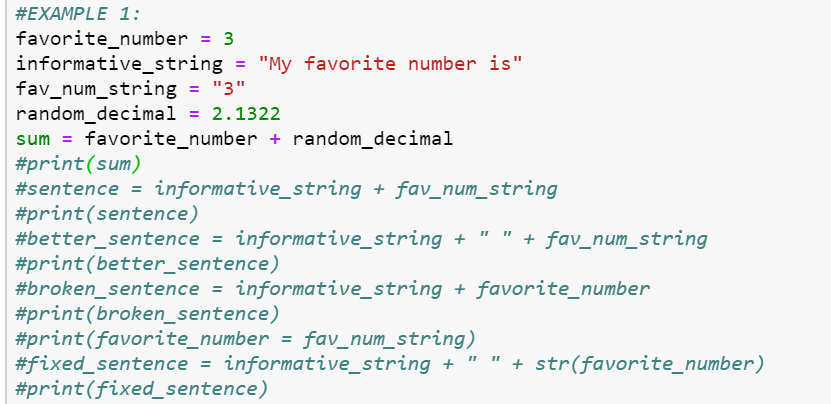 #EXAMPLE 1:
favorite_number = 3
informative_string = "My favorite number is"
fav_num_string = "3"
random_decimal = 2.1322
sum = favorite_number + random_decimal
#print(sum)
#sentence = informative_string + fav_num_string
#print(sentence)
#better_sentence = informative_string + " " + fav_num_string
#print(better_sentence)
#broken_sentence = informative_string + favorite_number
#print(broken_sentence)
#print(favorite_number = fav_num_string)
#fixed_sentence = informative_string + " " + str(favorite_number)
#print(fixed_sentence)